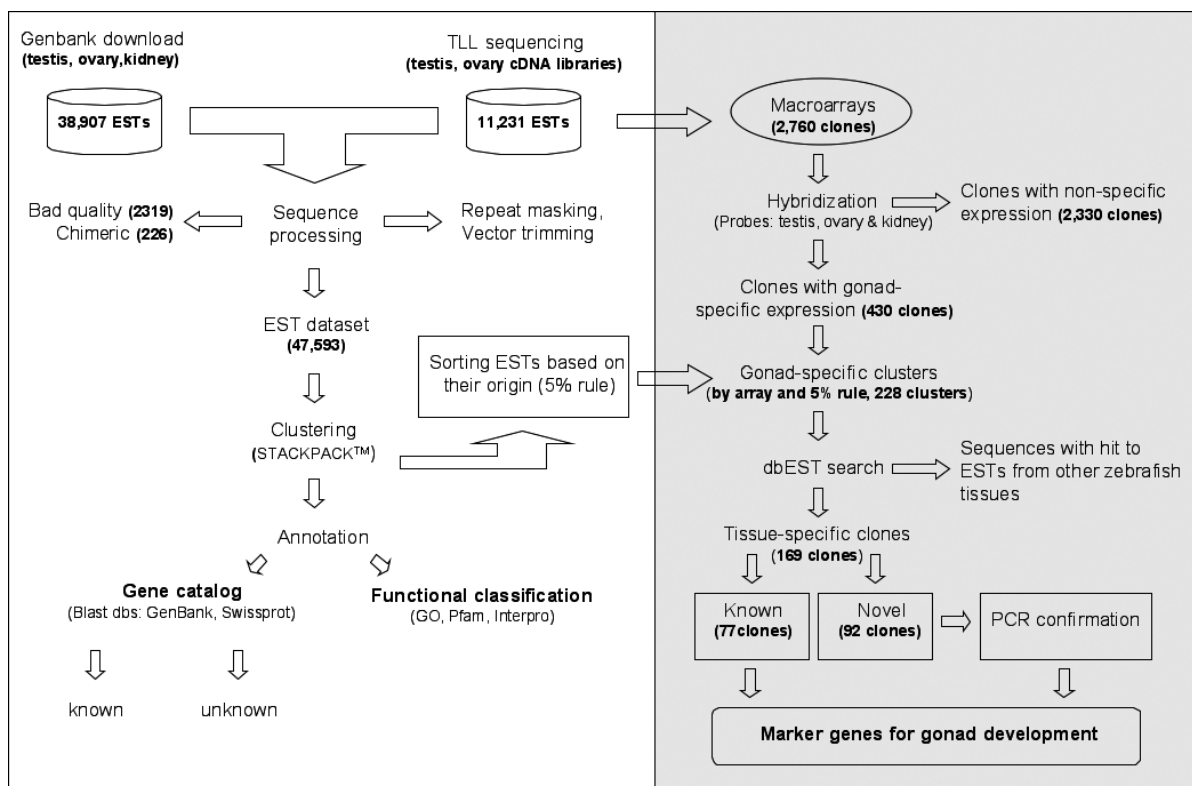 Genbank download
(testis, ovary,kidney)
38,907 ESTs
TLL sequencing
(testis, ovary cDNA libraries)
11,231 ESTs
Bad quality (2319)
Chimeric (226)
Sequence
processing
Repeat masking,
Vector trimming
EST dataset
(47,593)
Clustering
(STACKPACK™)
Sorting ESTs based on
their origin (5% rule)
Annotation
Gene catalog
(Blast dbs: GenBank, Swissprot)
Functional classification
(GO, Pfam, Interpro)
known
unknown
Macroarrays
(2,760 clones)
Hybridization
(Probes: testis, ovary & kidney)
Clones with non-specific
expression (2,330 clones)
Clones with gonad-
specific expression (430 clones)
Gonad-specific clusters
(by array and 5% rule, 228 clusters)
dbEST search
Sequences with hit to
ESTs from other zebrafish
tissues
Tissue-specific clones
(169 clones)
Known
(77clones)
Novel
(92 clones)
PCR confirmation
Marker genes for gonad development